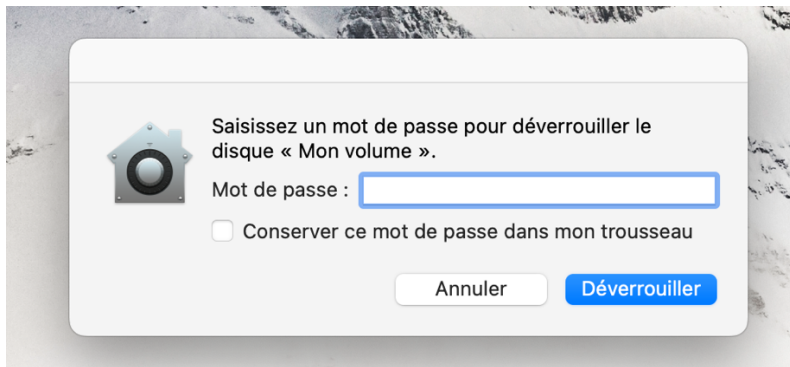 Saisissez un mot de passe pour déverrouiller le
disque « Mon volume ».
Mot de passe :
Conserver ce mot de passe dans mon trousseau
Annuler
Déverrouiller